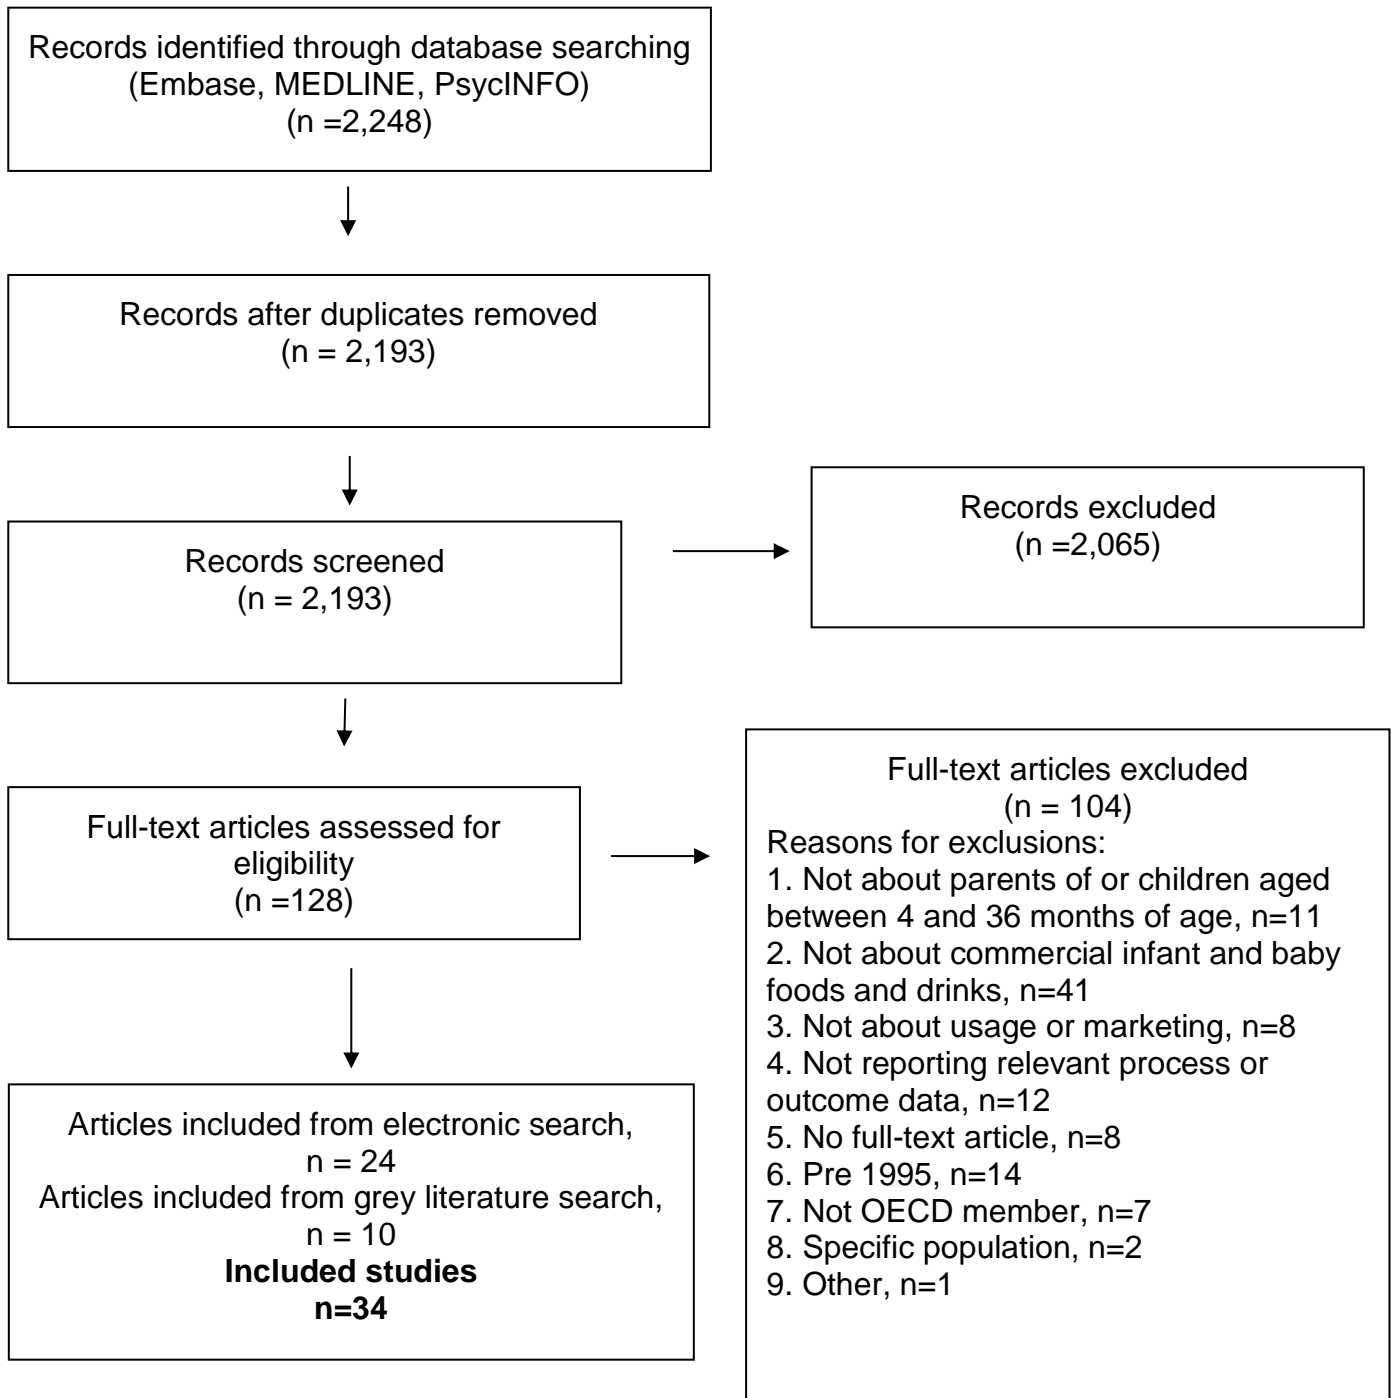 Records identified through database searching
(Embase, MEDLINE, PsycINFO)
(n =2,248)
Records after duplicates removed
(n = 2,193)
Records screened
(n = 2,193)
Records excluded
(n =2,065)
Full-text articles assessed for
eligibility
(n =128)
Full-text articles excluded
(n = 104)
Reasons for exclusions:
1. Not about parents of or children aged
between 4 and 36 months of age, n=11
2. Not about commercial infant and baby
foods and drinks, n=41
3. Not about usage or marketing, n=8
4. Not reporting relevant process or
outcome data, n=12
5. No full-text article, n=8
6. Pre 1995, n=14
7. Not OECD member, n=7
8. Specific population, n=2
9. Other, n=1
Articles included from electronic search,
n = 24
Articles included from grey literature search,
n = 10
Included studies
n=34